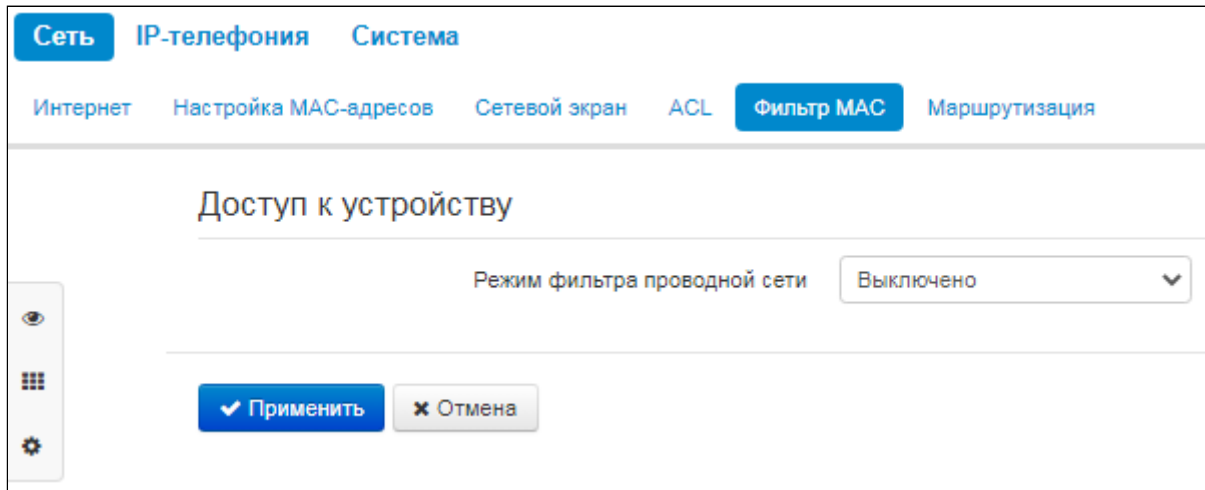 Сеть IP-телефония Система
Интернет Настройка MAC-адресов Сетевой экран ACL Фильтр MAC Маршрутизация
Доступ к устройству
Режим фильтра проводной сети Выключено
Применить Отмена